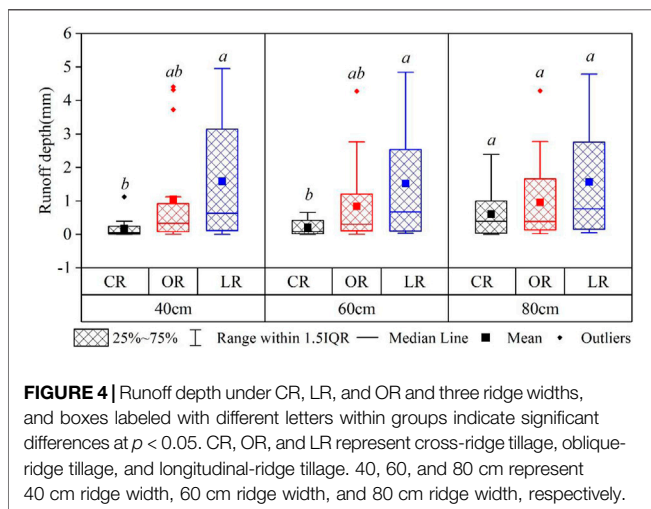 6
5
4
3
2
1
0
-1
Runoff depth(mm)
b ab a b ab a a a a
CR OR LR CR OR LR CR OR LR
40cm 60cm 80cm
25%~75% Range within 1.5IQR Median Line Mean Outliers
FIGURE 4 | Runoff depth under CR, LR, and OR and three ridge widths,
and boxes labeled with different letters within groups indicate significant
differences at p < 0.05. CR, OR, and LR represent cross-ridge tillage, oblique-
ridge tillage, and longitudinal-ridge tillage. 40, 60, and 80 cm represent
40 cm ridge width, 60 cm ridge width, and 80 cm ridge width, respectively.